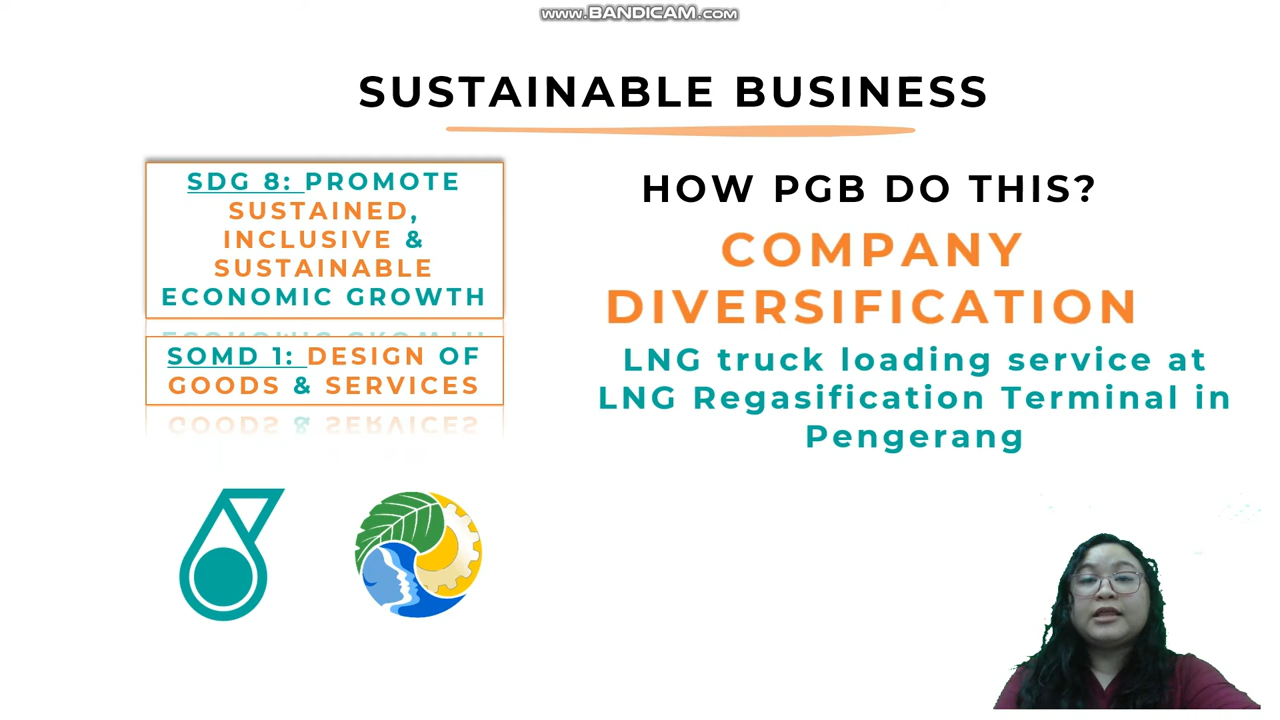 www.BANDICAM.com
SUSTAINABLE BUSINESS
SDG 8: PROMOTE
SUSTAINED,
INCLUSIVE &
SUSTAINABLE
ECONOMIC GROWTH
SOMD 1: DESIGN OF
GOODS & SERVICES
HOW PGB DO THIS?
COMPANY
DIVERSIFICATION
LNG truck loading service at
LNG Regasification Terminal in
Pengerang